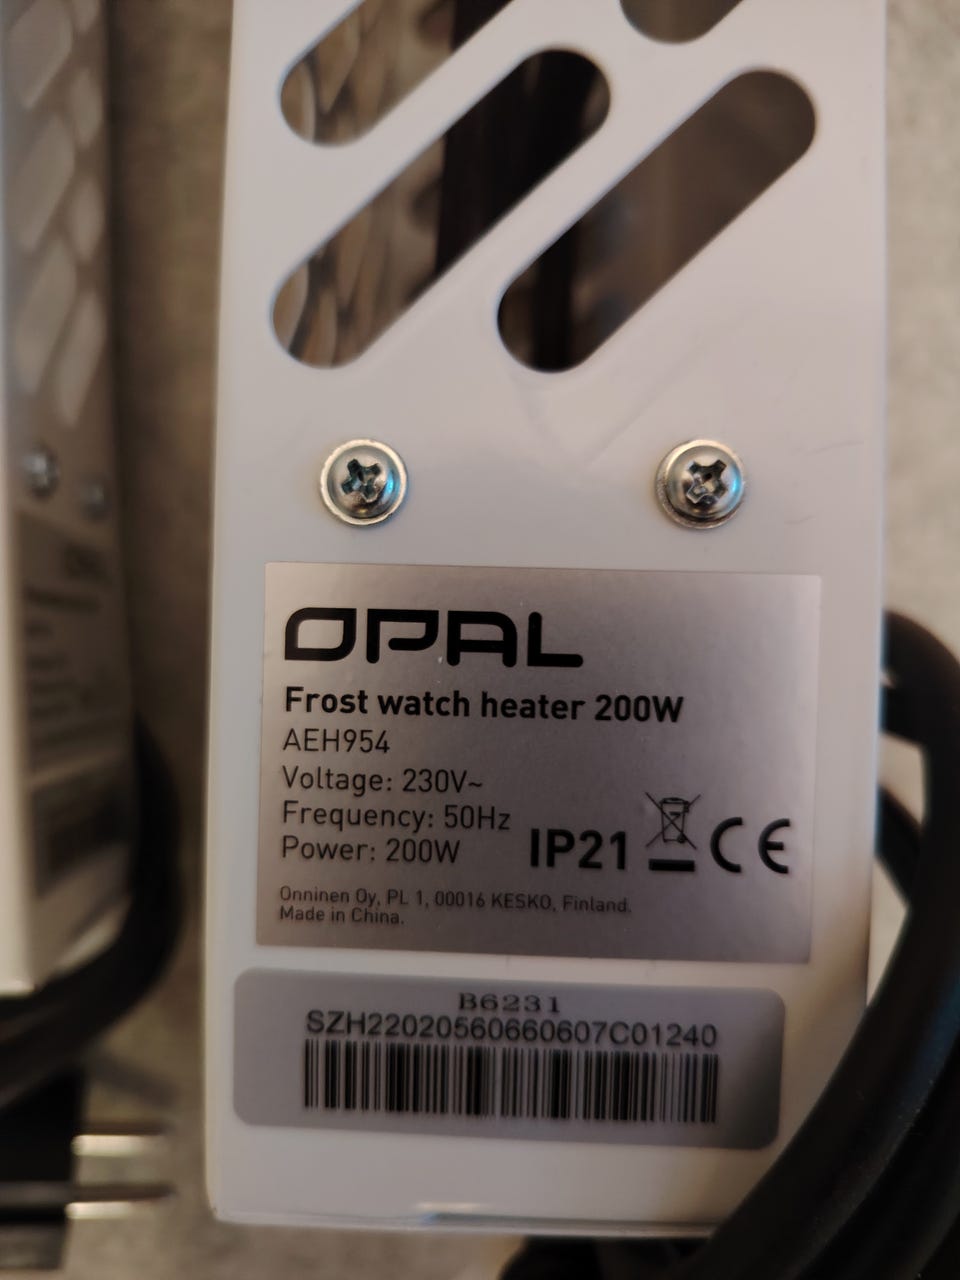 OPAL
Frost watch heater 200W
AEH954
Voltage: 230V~
Frequency: 50Hz
Power: 200W
IP21 CE
Onninen Oy, PL 1, 00016 KESKO, Finland.
Made in China.
B6231
SZH22020560660607C01240